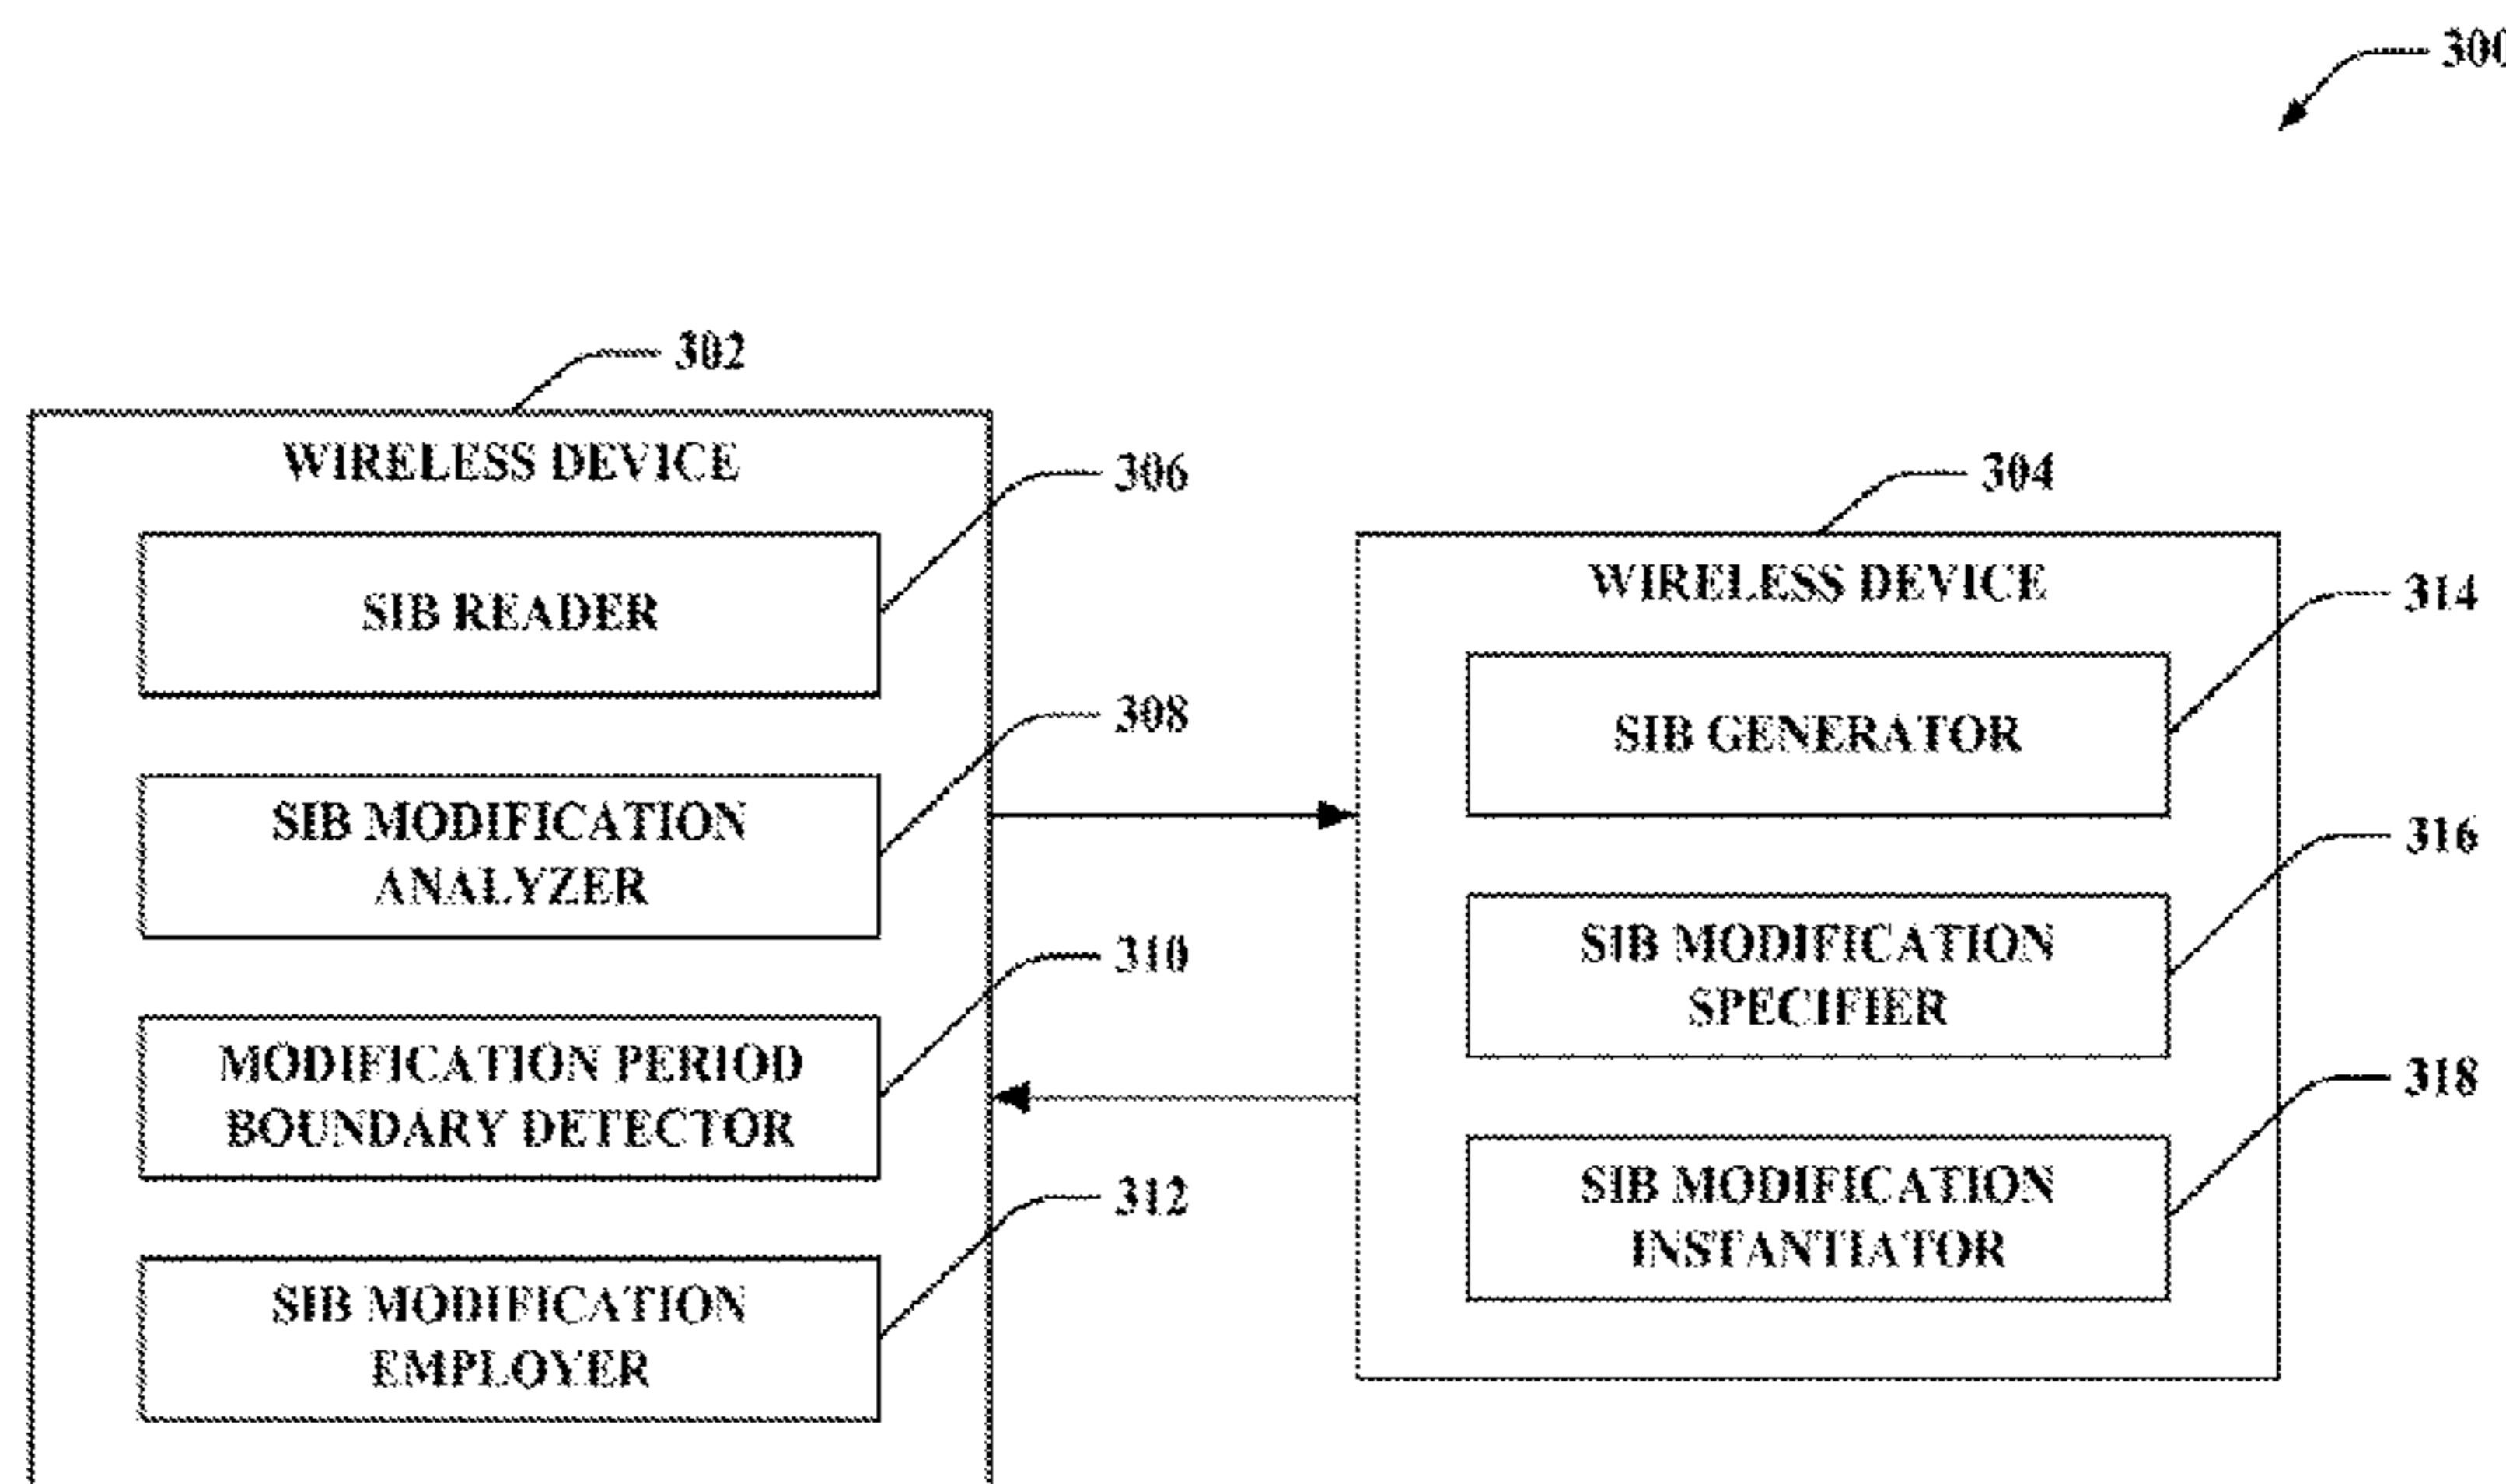 300
302
WIRELESS DEVICE
306
SIB READER
308
SIB MODIFICATION
ANALYZER
310
MODIFICATION PERIOD
BOUNDARY DETECTOR
312
SIB MODIFICATION
EMPLOYER
304
WIRELESS DEVICE
314
SIB GENERATOR
316
SIB MODIFICATION
SPECIFIER
318
SIB MODIFICATION
INSTANTIATOR